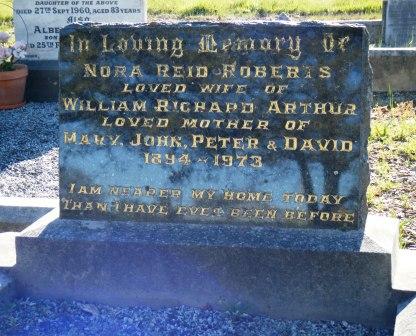 DAUGHTER OF THE ABOVE
DIED 27TH SEPT 1960, AGED 83 YEARS
ALSO
In Loving Memory Of
NORA REID ROBERTS
LOVED WIFE OF
WILLIAM RICHARD ARTHUR
LOVED MOTHER OF
MARY, JOHN, PETER & DAVID
1894 - 1973
I AM NEARER MY HOME TODAY
THAN I HAVE EVER BEEN BEFORE